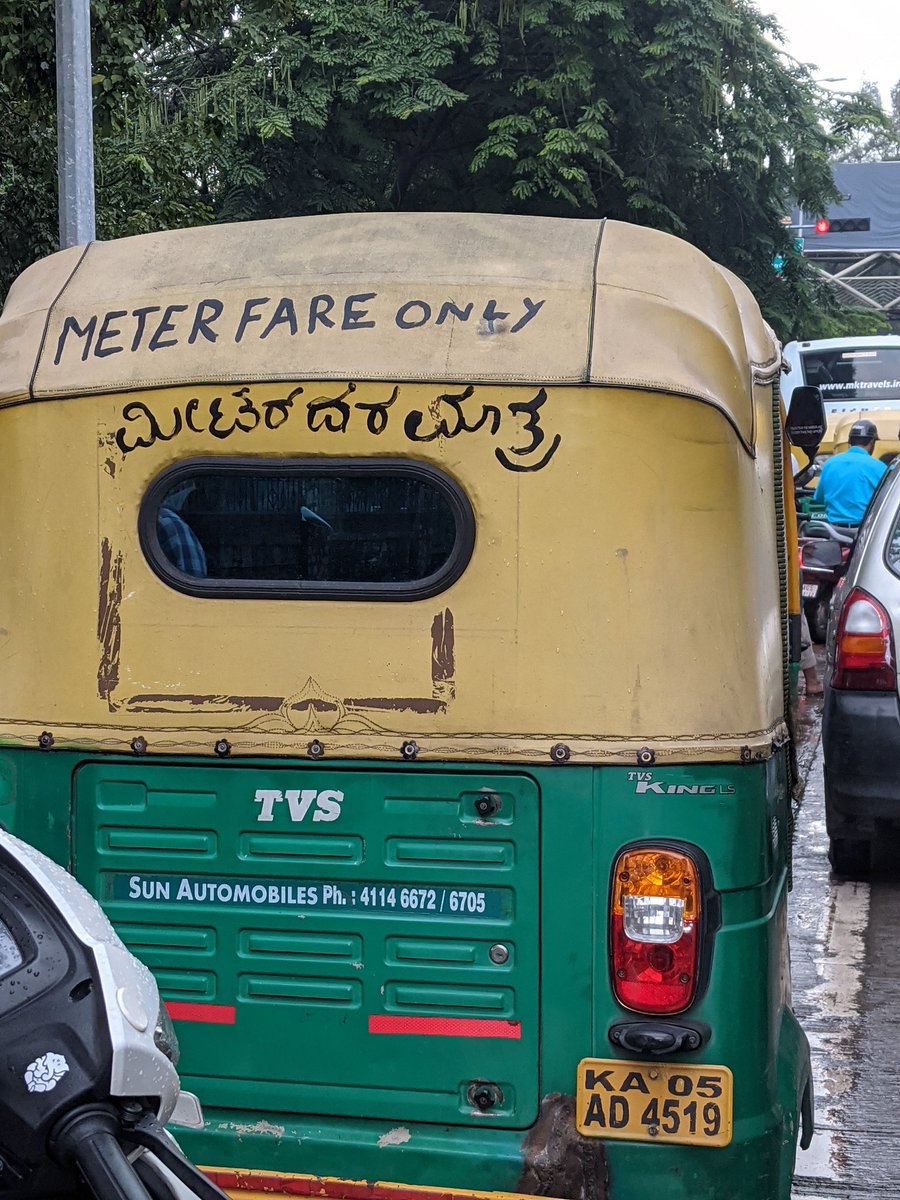 METER FARE ONLY
ಮೀಟರ್ ದರ ಮಾತ್ರ
www.mktravels.in
TVS
TVS
KING LS
SUN AUTOMOBILES Ph. : 4114 6672 / 6705
KA 05
AD 4519